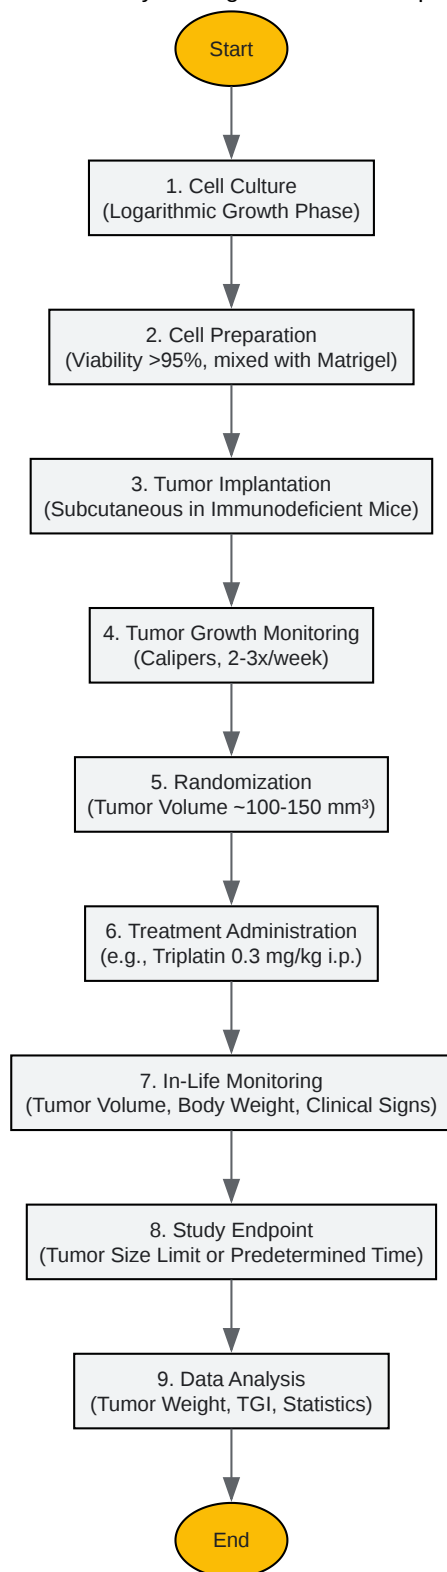 Start
1. Cell Culture
(Logarithmic Growth Phase)
2. Cell Preparation
(Viability >95%, mixed with Matrigel)
3. Tumor Implantation
(Subcutaneous in Immunodeficient Mice)
4. Tumor Growth Monitoring
(Calipers, 2-3x/week)
5. Randomization
(Tumor Volume ~100-150 mm³)
6. Treatment Administration
(e.g., Triplatin 0.3 mg/kg i.p.)
7. In-Life Monitoring
(Tumor Volume, Body Weight, Clinical Signs)
8. Study Endpoint
(Tumor Size Limit or Predetermined Time)
9. Data Analysis
(Tumor Weight, TGI, Statistics)
End